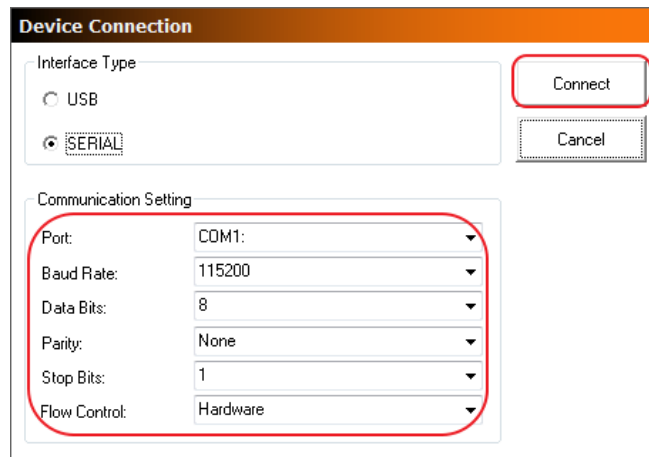 Device Connection
Interface Type
USB
SERIAL
Connect
Cancel
Communication Setting
Port: COM1:
Baud Rate: 115200
Data Bits: 8
Parity: None
Stop Bits: 1
Flow Control: Hardware